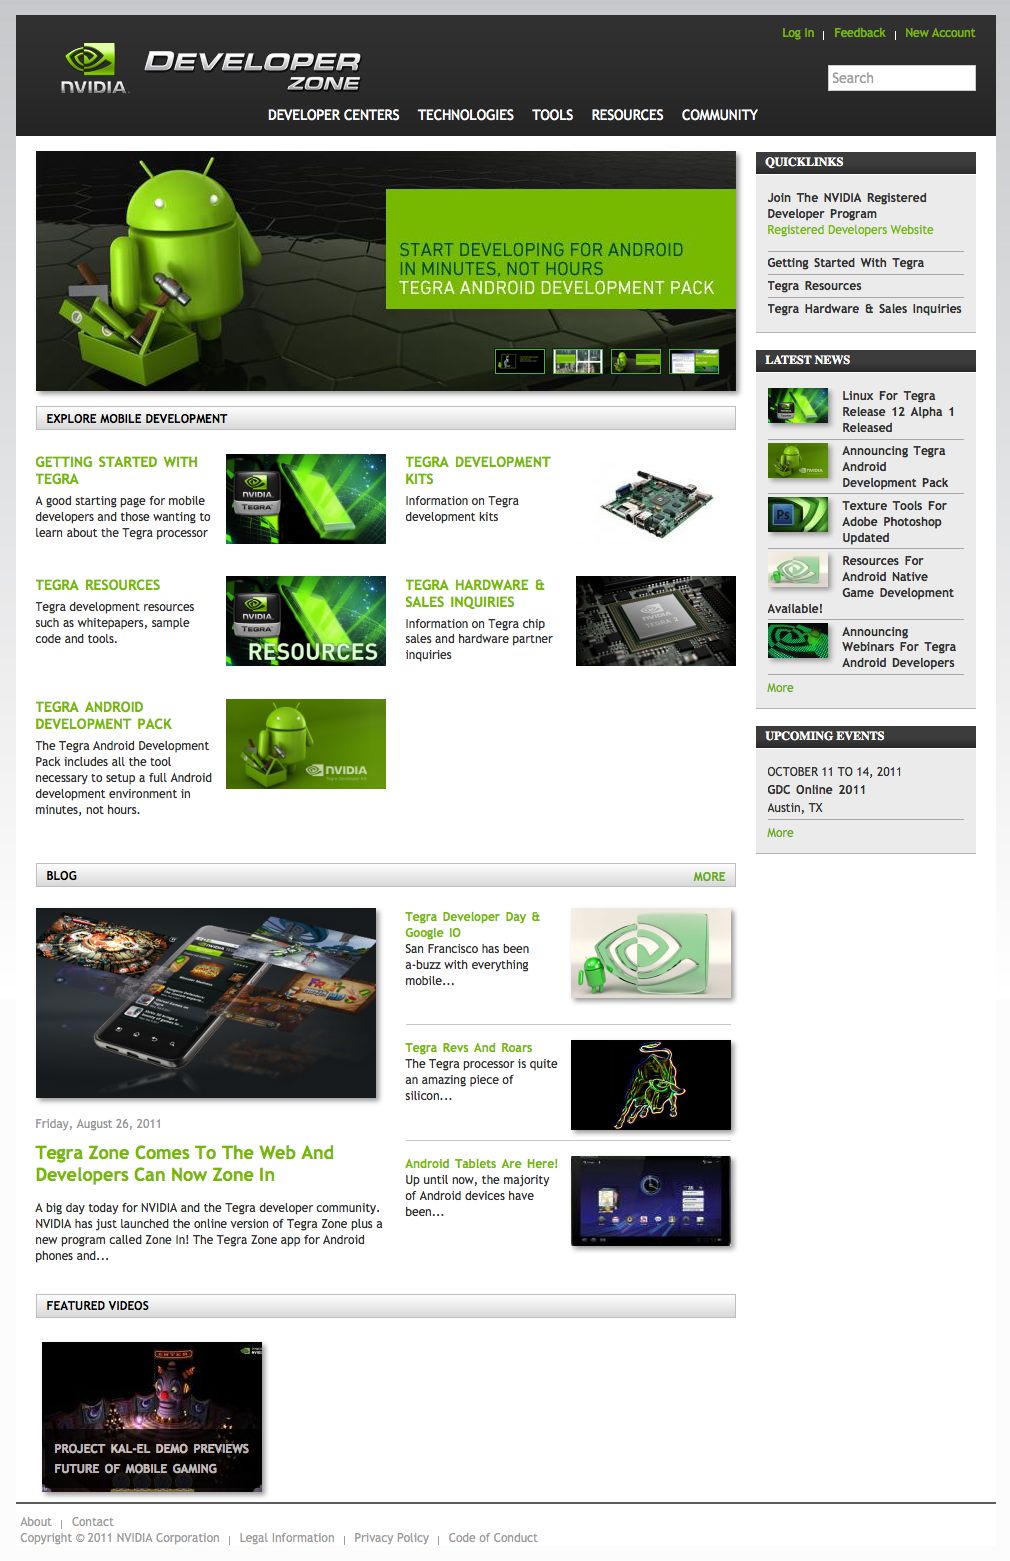 Log In | Feedback | New Account
NVIDIA.
DEVELOPER
ZONE
Search
DEVELOPER CENTERS TECHNOLOGIES TOOLS RESOURCES COMMUNITY
START DEVELOPING FOR ANDROID
IN MINUTES, NOT HOURS
TEGRA ANDROID DEVELOPMENT PACK
EXPLORE MOBILE DEVELOPMENT
GETTING STARTED WITH
TEGRA
A good starting page for mobile
developers and those wanting to
learn about the Tegra processor
NVIDIA.
TEGRA
TEGRA DEVELOPMENT
KITS
Information on Tegra
development kits
TEGRA RESOURCES
Tegra development resources
such as whitepapers, sample
code and tools.
NVIDIA.
TEGRA
RESOURCES
TEGRA HARDWARE &
SALES INQUIRIES
Information on Tegra chip
sales and hardware partner
inquiries
NVIDIA
TEGRA 2
TEGRA ANDROID
DEVELOPMENT PACK
The Tegra Android Development
Pack includes all the tool
necessary to setup a full Android
development environment in
minutes, not hours.
NVIDIA
BLOG
MORE
Friday, August 26, 2011
Tegra Zone Comes To The Web And
Developers Can Now Zone In
A big day today for NVIDIA and the Tegra developer community.
NVIDIA has just launched the online version of Tegra Zone plus a
new program called Zone In! The Tegra Zone app for Android
phones and...
Tegra Developer Day &
Google IO
San Francisco has been
a-buzz with everything
mobile...
Tegra Revs And Roars
The Tegra processor is quite
an amazing piece of
silicon...
Android Tablets Are Here!
Up until now, the majority
of Android devices have
been...
FEATURED VIDEOS
ENTER
PROJECT KAL-EL DEMO PREVIEWS
FUTURE OF MOBILE GAMING
QUICKLINKS
Join The NVIDIA Registered
Developer Program
Registered Developers Website
Getting Started With Tegra
Tegra Resources
Tegra Hardware & Sales Inquiries
LATEST NEWS
Linux For Tegra
Release 12 Alpha 1
Released
Announcing Tegra
Android
Development Pack
Ps
Texture Tools For
Adobe Photoshop
Updated
Resources For
Android Native
Game Development
Available!
Announcing
Webinars For Tegra
Android Developers
More
UPCOMING EVENTS
OCTOBER 11 TO 14, 2011
GDC Online 2011
Austin, TX
More
About | Contact
Copyright © 2011 NVIDIA Corporation | Legal Information | Privacy Policy | Code of Conduct